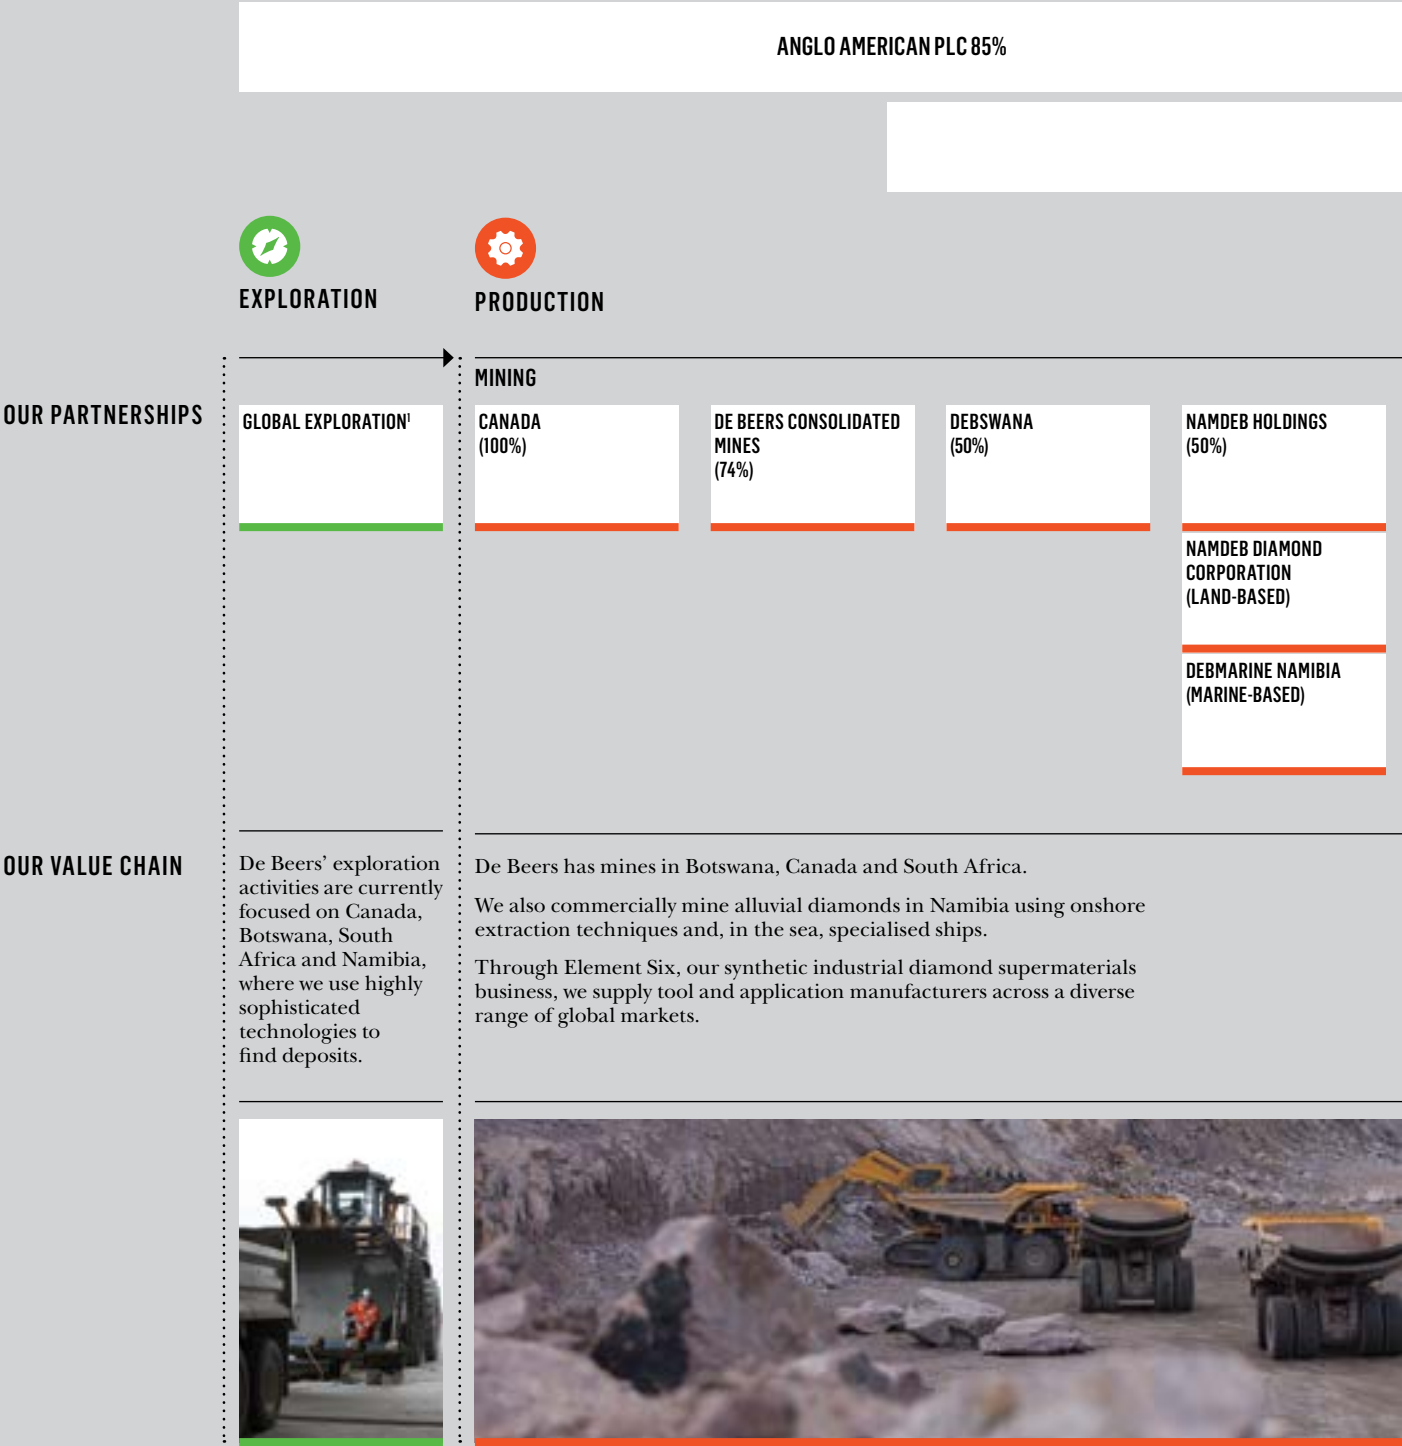 ANGLO AMERICAN PLC 85%
EXPLORATION
PRODUCTION
MINING
OUR PARTNERSHIPS
GLOBAL EXPLORATION¹
CANADA
(100%)
DE BEERS CONSOLIDATED
MINES
(74%)
DEBSWANA
(50%)
NAMDEB HOLDINGS
(50%)
NAMDEB DIAMOND
CORPORATION
(LAND-BASED)
DEBMARINE NAMIBIA
(MARINE-BASED)
OUR VALUE CHAIN
De Beers’ exploration
activities are currently
focused on Canada,
Botswana, South
Africa and Namibia,
where we use highly
sophisticated
technologies to
find deposits.
De Beers has mines in Botswana, Canada and South Africa.
We also commercially mine alluvial diamonds in Namibia using onshore
extraction techniques and, in the sea, specialised ships.
Through Element Six, our synthetic industrial diamond supermaterials
business, we supply tool and application manufacturers across a diverse
range of global markets.